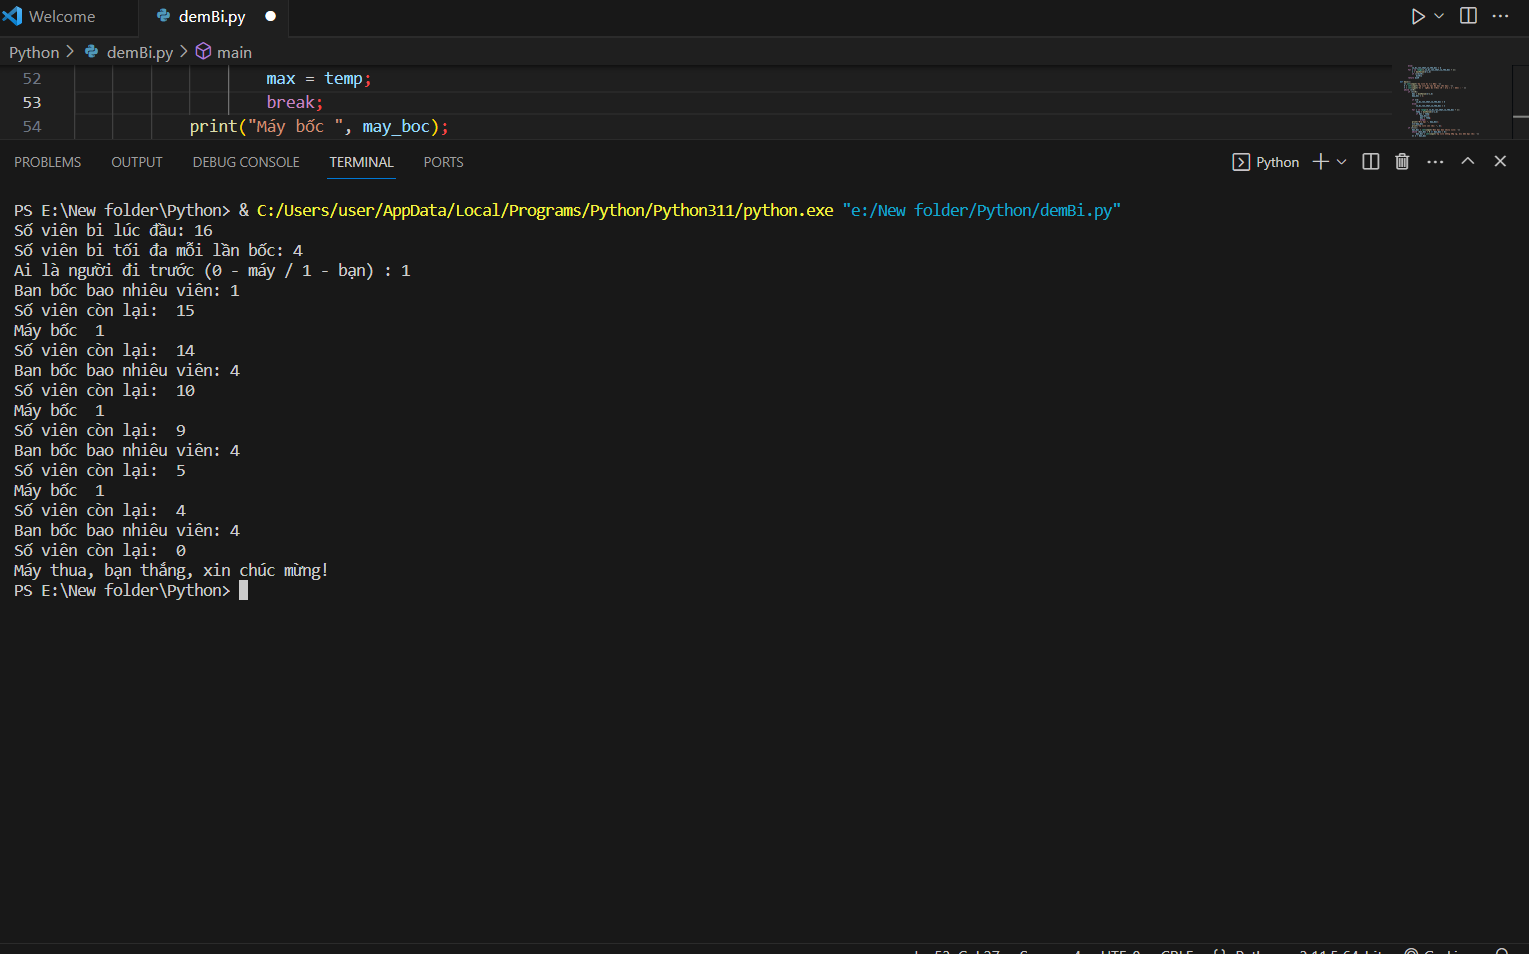 Welcome
demBi.py
Python > demBi.py > main
52 max = temp;
53 break;
54 print("Máy bốc ", may_boc);
PROBLEMS OUTPUT DEBUG CONSOLE TERMINAL PORTS
Python
PS E:\New folder\Python> & C:/Users/user/AppData/Local/Programs/Python/Python311/python.exe "e:/New folder/Python/demBi.py"
Số viên bi lúc đầu: 16
Số viên bi tối đa mỗi lần bốc: 4
Ai là người đi trước (0 - máy / 1 - bạn) : 1
Ban bốc bao nhiêu viên: 1
Số viên còn lại:  15
Máy bốc  1
Số viên còn lại:  14
Ban bốc bao nhiêu viên: 4
Số viên còn lại:  10
Máy bốc  1
Số viên còn lại:  9
Ban bốc bao nhiêu viên: 4
Số viên còn lại:  5
Máy bốc  1
Số viên còn lại:  4
Ban bốc bao nhiêu viên: 4
Số viên còn lại:  0
Máy thua, bạn thắng, xin chúc mừng!
PS E:\New folder\Python>